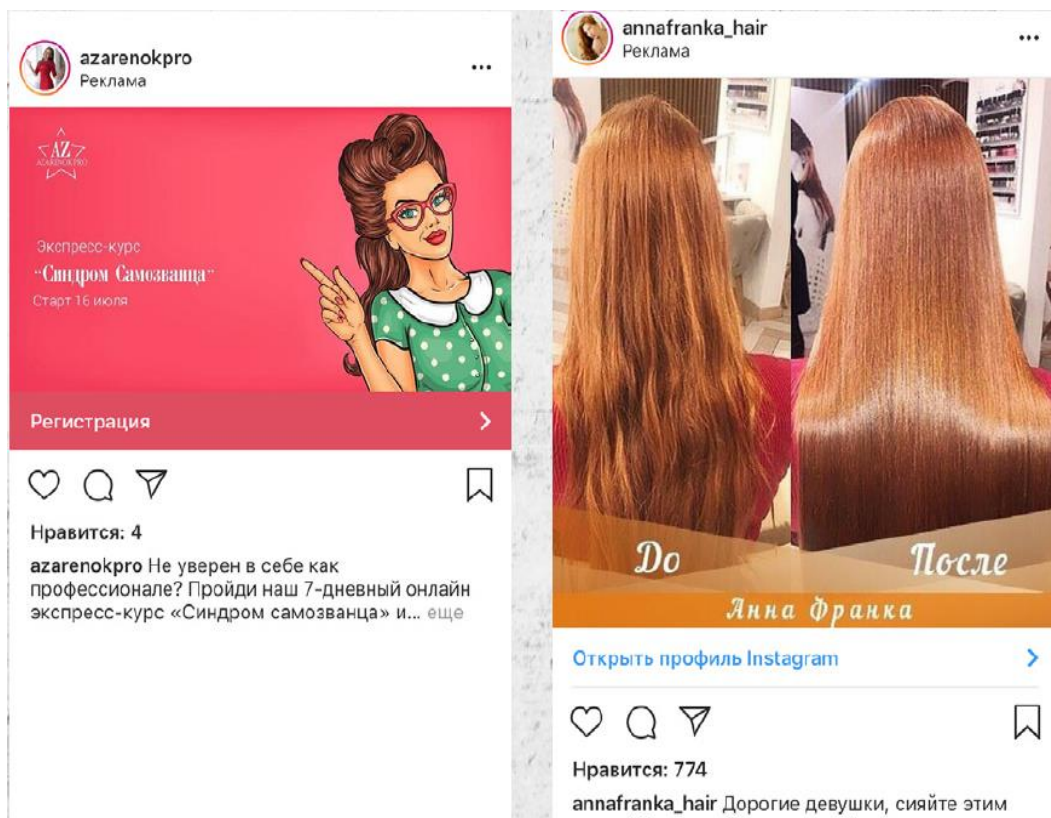 azarenokpro
Реклама
AZ
AZARENOKPRO
Экспресс-курс
“Синдром Самозванца”
Старт 16 июля
Регистрация
Нравится: 4
azarenokpro Не уверен в себе как
профессионале? Пройди наш 7-дневный онлайн
экспресс-курс «Синдром самозванца» и... еще
annafranka_hair
Реклама
До
После
Анна Франка
Открыть профиль Instagram
Нравится: 774
annafranka_hair Дорогие девушки, сияйте этим